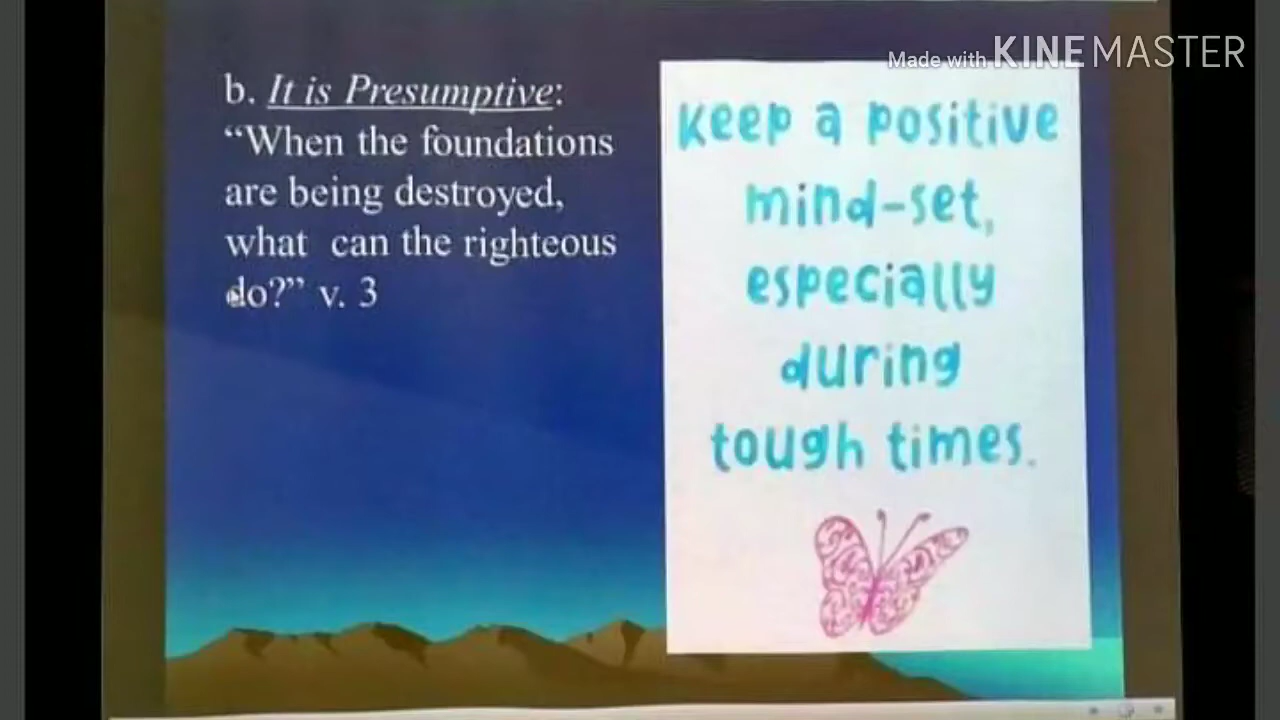 Made with KINEMASTER
b. It is Presumptive:
“When the foundations
are being destroyed,
what can the righteous
do?” v. 3
Keep a positive
mind-set,
especially
during
tough times.